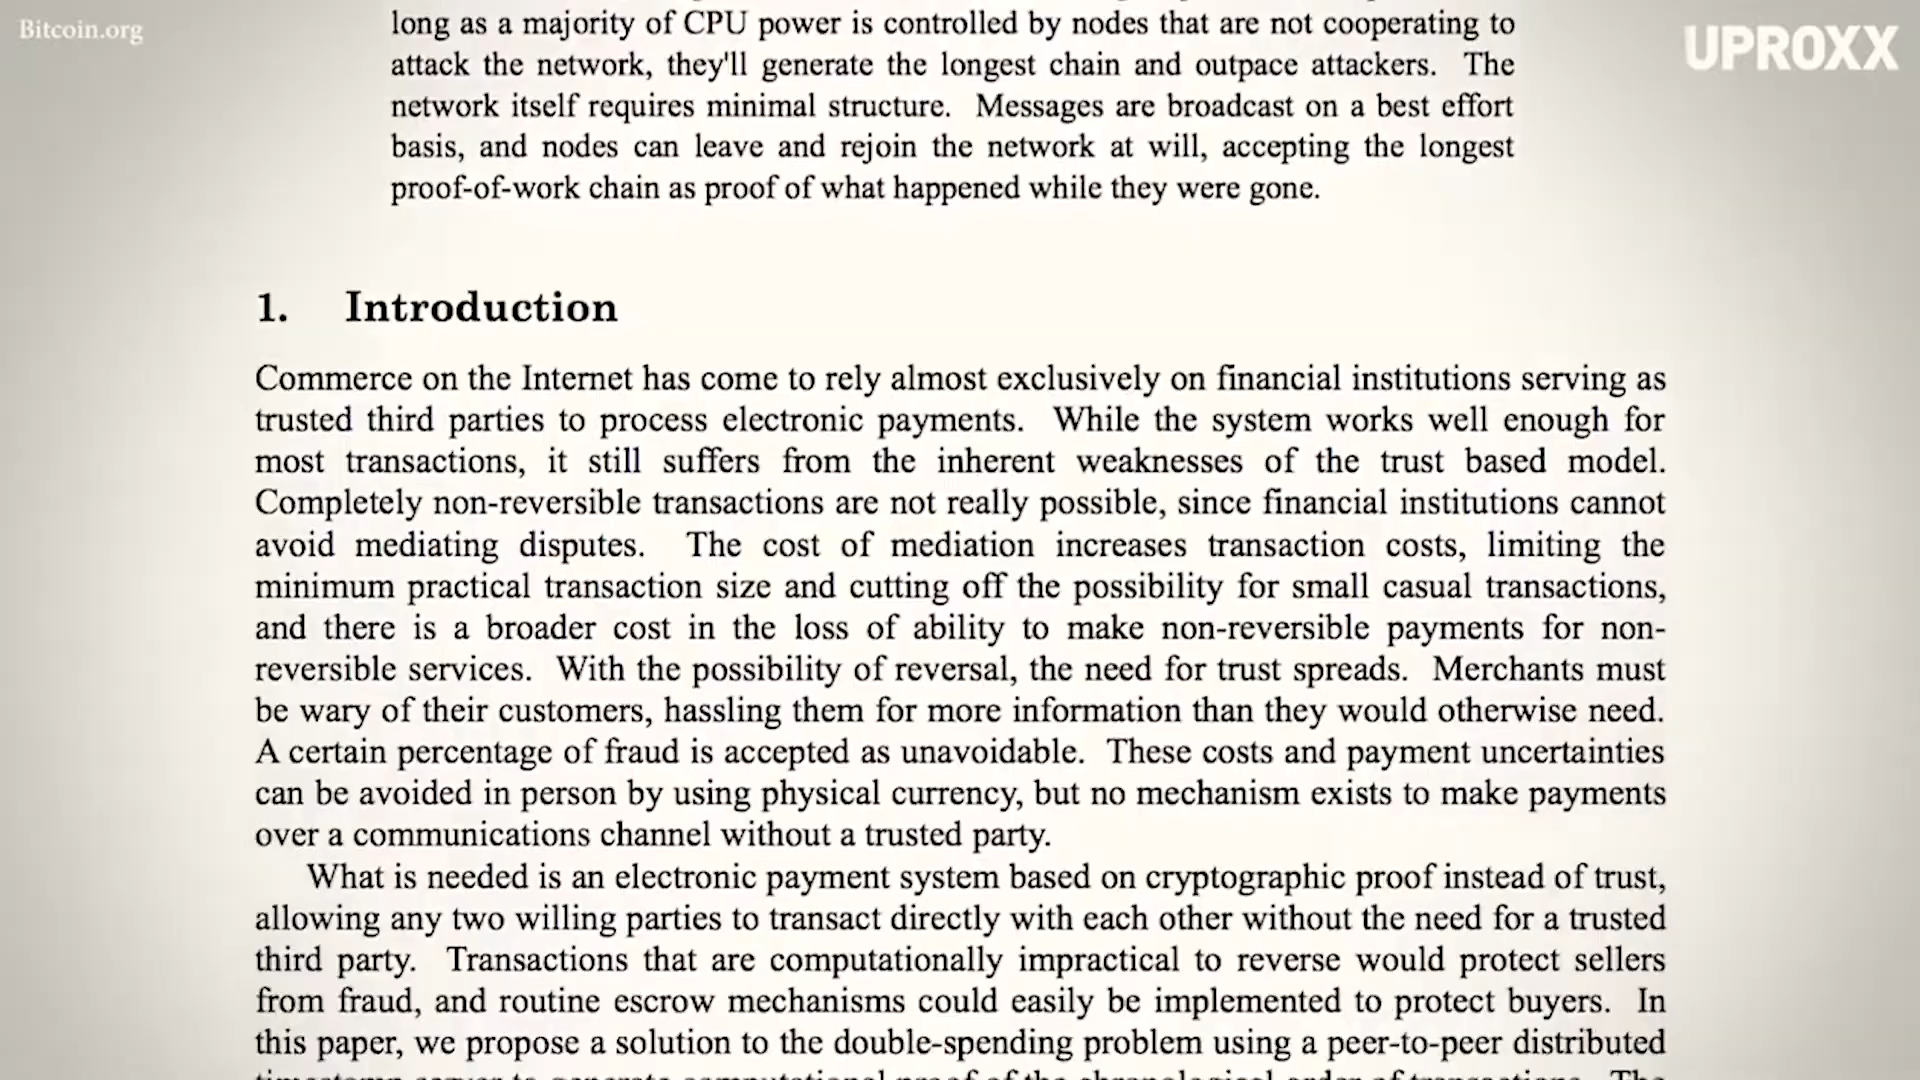 Bitcoin.org
UPROXX
long as a majority of CPU power is controlled by nodes that are not cooperating to
attack the network, they'll generate the longest chain and outpace attackers. The
network itself requires minimal structure. Messages are broadcast on a best effort
basis, and nodes can leave and rejoin the network at will, accepting the longest
proof-of-work chain as proof of what happened while they were gone.
1. Introduction
Commerce on the Internet has come to rely almost exclusively on financial institutions serving as
trusted third parties to process electronic payments. While the system works well enough for
most transactions, it still suffers from the inherent weaknesses of the trust based model.
Completely non-reversible transactions are not really possible, since financial institutions cannot
avoid mediating disputes. The cost of mediation increases transaction costs, limiting the
minimum practical transaction size and cutting off the possibility for small casual transactions,
and there is a broader cost in the loss of ability to make non-reversible payments for non-
reversible services. With the possibility of reversal, the need for trust spreads. Merchants must
be wary of their customers, hassling them for more information than they would otherwise need.
A certain percentage of fraud is accepted as unavoidable. These costs and payment uncertainties
can be avoided in person by using physical currency, but no mechanism exists to make payments
over a communications channel without a trusted party.
What is needed is an electronic payment system based on cryptographic proof instead of trust,
allowing any two willing parties to transact directly with each other without the need for a trusted
third party. Transactions that are computationally impractical to reverse would protect sellers
from fraud, and routine escrow mechanisms could easily be implemented to protect buyers. In
this paper, we propose a solution to the double-spending problem using a peer-to-peer distributed